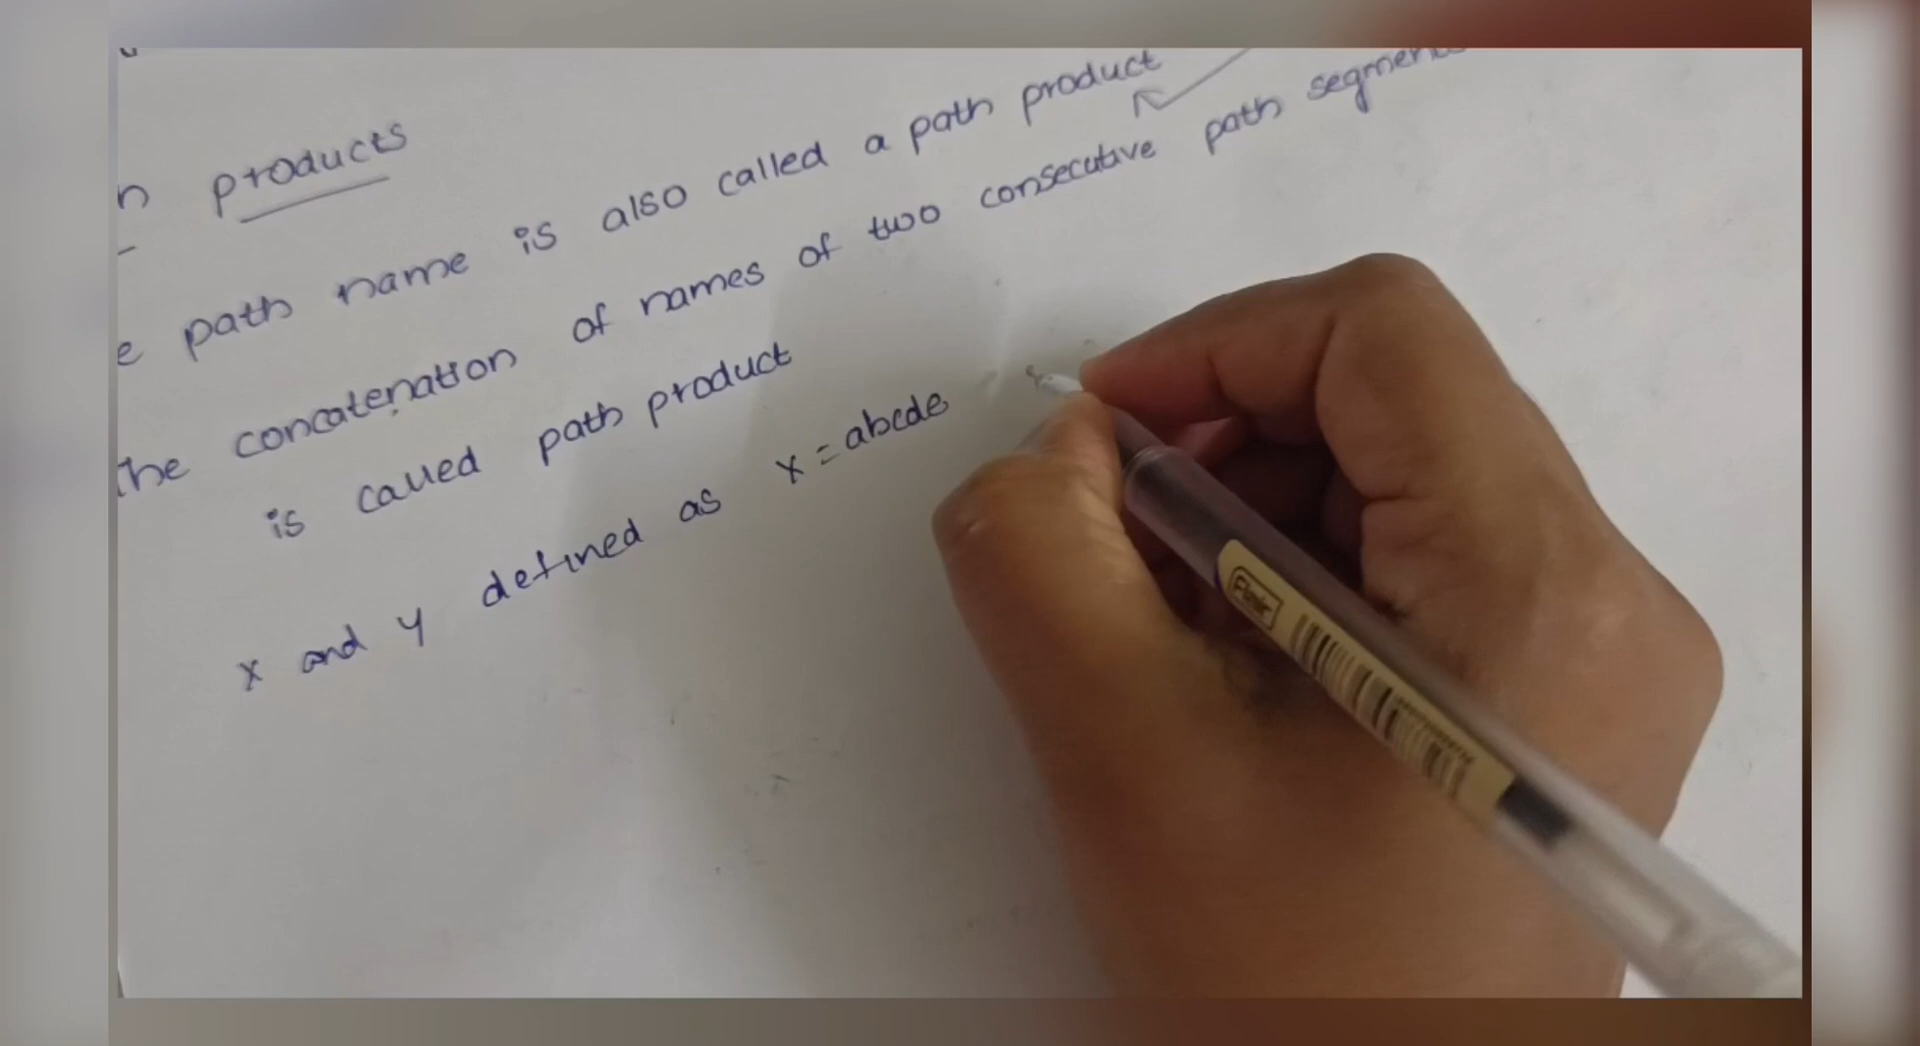 products
path name is also called a path product
concatenation of names of two consecutive path
is called path product
x and y defined as x = abcde
Flair